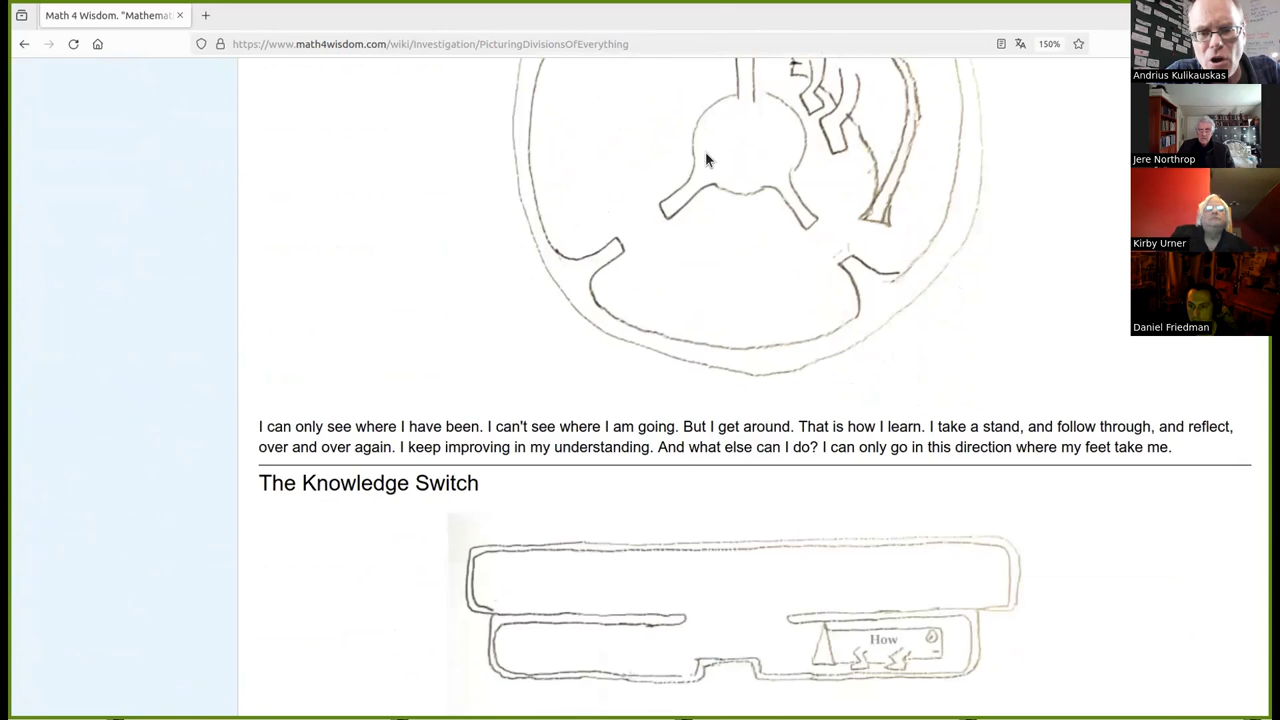 Math 4 Wisdom. "Mathemat
https://www.math4wisdom.com/wiki/Investigation/PicturingDivisionsOfEverything
150%
Andrius Kulikauskas
Jere Northrop
Kirby Urner
Daniel Friedman
I can only see where I have been. I can't see where I am going. But I get around. That is how I learn. I take a stand, and follow through, and reflect,
over and over again. I keep improving in my understanding. And what else can I do? I can only go in this direction where my feet take me.
The Knowledge Switch
How